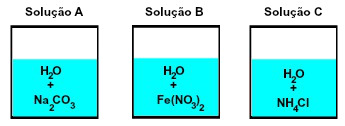 Solução A
H₂O
+
Na₂CO₃
Solução B
H₂O
+
Fe(NO₃)₂
Solução C
H₂O
+
NH₄Cl